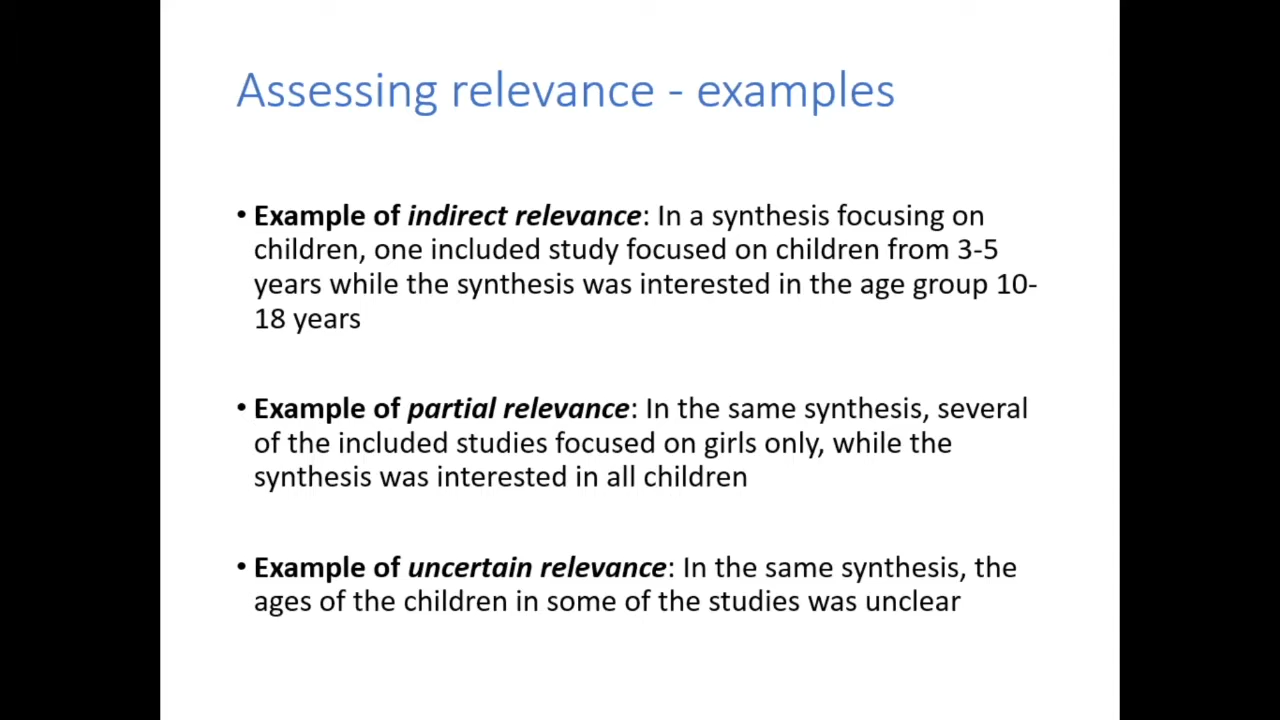 Assessing relevance - examples
• Example of indirect relevance: In a synthesis focusing on
children, one included study focused on children from 3-5
years while the synthesis was interested in the age group 10-
18 years
• Example of partial relevance: In the same synthesis, several
of the included studies focused on girls only, while the
synthesis was interested in all children
• Example of uncertain relevance: In the same synthesis, the
ages of the children in some of the studies was unclear